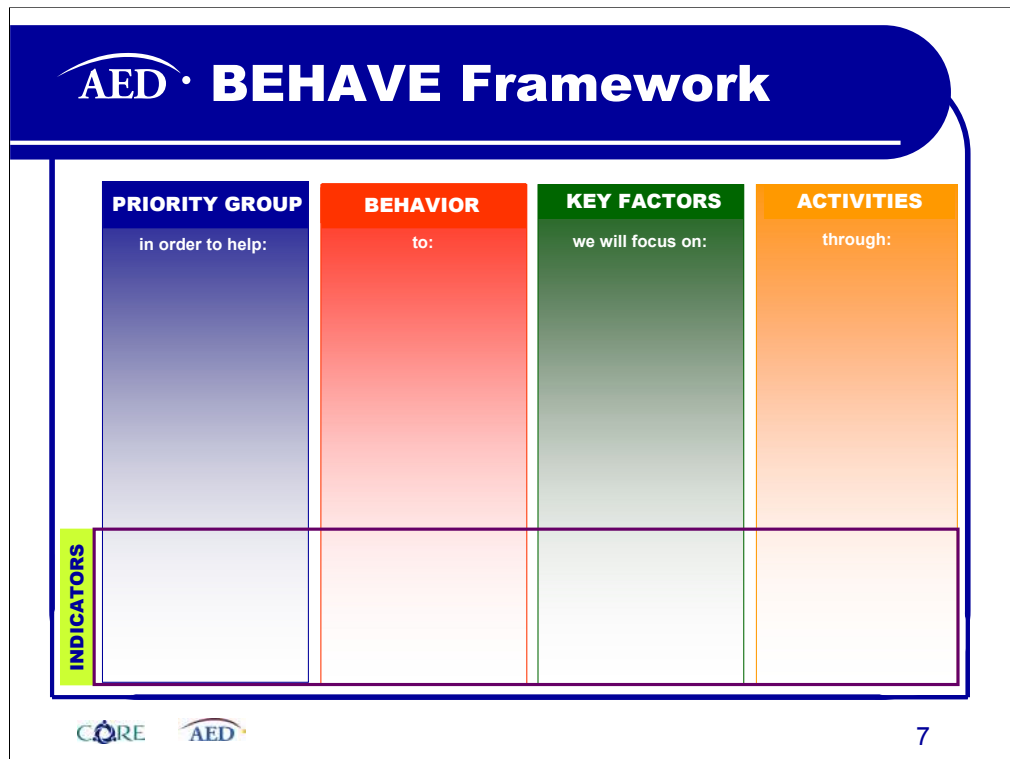 AED BEHAVE Framework
PRIORITY GROUP
in order to help:
BEHAVIOR
to:
KEY FACTORS
we will focus on:
ACTIVITIES
through:
INDICATORS
CORE AED
7